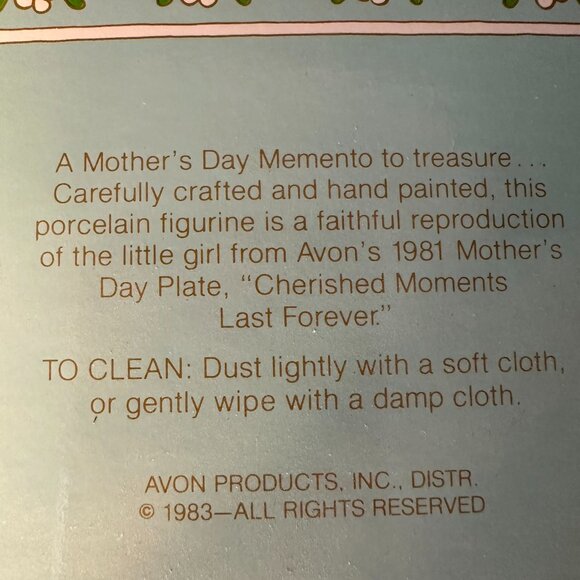 A Mother's Day Memento to treasure...
Carefully crafted and hand painted, this
porcelain figurine is a faithful reproduction
of the little girl from Avon's 1981 Mother's
Day Plate, "Cherished Moments
Last Forever."
TO CLEAN: Dust lightly with a soft cloth,
or gently wipe with a damp cloth.
AVON PRODUCTS, INC., DISTR.
© 1983—ALL RIGHTS RESERVED